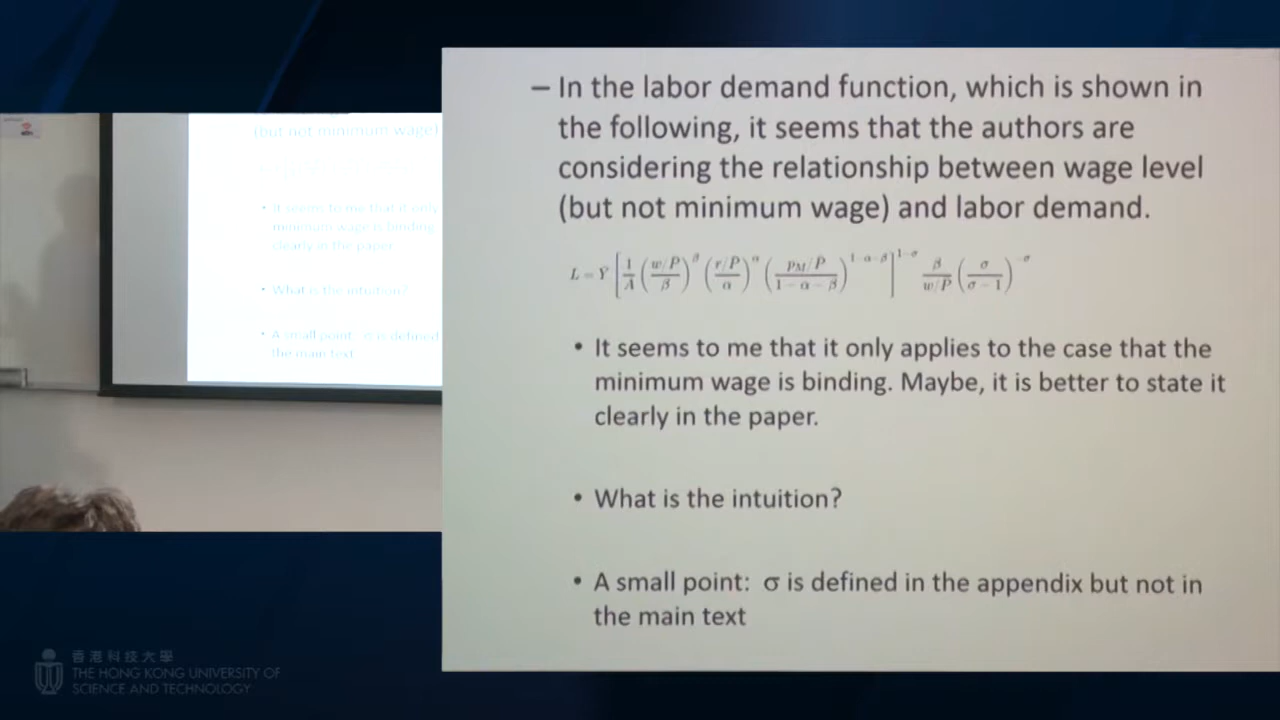 (but not minimum wage)
• It seems to me that it only
minimum wage is binding.
clearly in the paper.
• What is the intuition?
• A small point: σ is defined
the main text
– In the labor demand function, which is shown in
the following, it seems that the authors are
considering the relationship between wage level
(but not minimum wage) and labor demand.
L = Y [ 1/A ( (w/P)/β )^β ( (r/P)/α )^α ( (p_M/P)/(1−α−β) )^(1−α−β) ]^(1−σ) β/(w/P) ( σ/(σ−1) )^(−σ)
• It seems to me that it only applies to the case that the
minimum wage is binding. Maybe, it is better to state it
clearly in the paper.
• What is the intuition?
• A small point: σ is defined in the appendix but not in
the main text
香港科技大學
THE HONG KONG UNIVERSITY OF
SCIENCE AND TECHNOLOGY